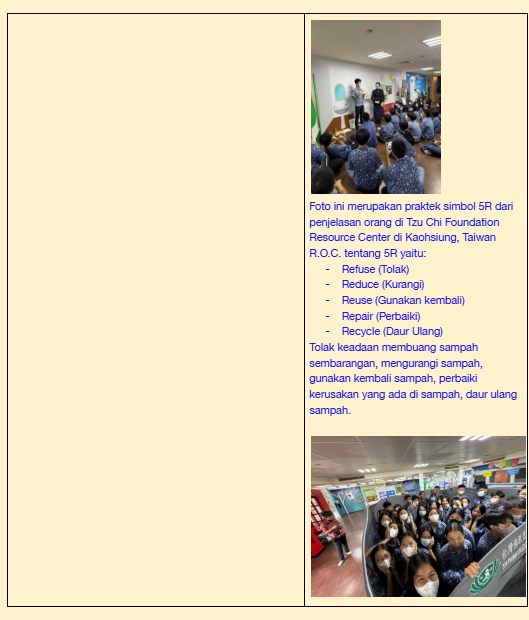 Foto ini merupakan praktek simbol 5R dari
penjelasan orang di Tzu Chi Foundation
Resource Center di Kaohsiung, Taiwan
R.O.C. tentang 5R yaitu:
- Refuse (Tolak)
- Reduce (Kurangi)
- Reuse (Gunakan kembali)
- Repair (Perbaiki)
- Recycle (Daur Ulang)
Tolak keadaan membuang sampah
sembarangan, mengurangi sampah,
gunakan kembali sampah, perbaiki
kerusakan yang ada di sampah, daur ulang
sampah.